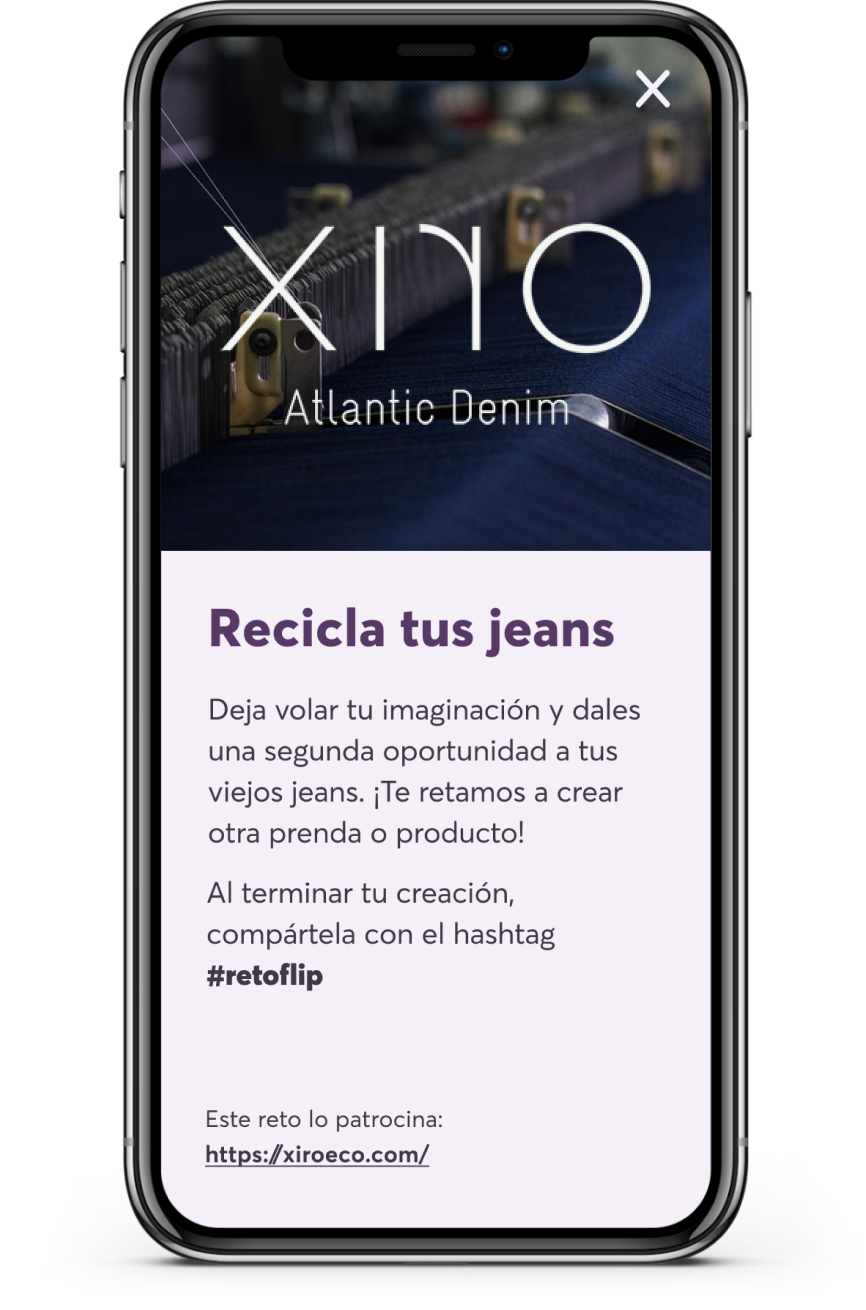 XIRO
Atlantic Denim
Recicla tus jeans
Deja volar tu imaginación y dales
una segunda oportunidad a tus
viejos jeans. ¡Te retamos a crear
otra prenda o producto!
Al terminar tu creación,
compártela con el hashtag
#retoflip
Este reto lo patrocina:
https://xiroeco.com/